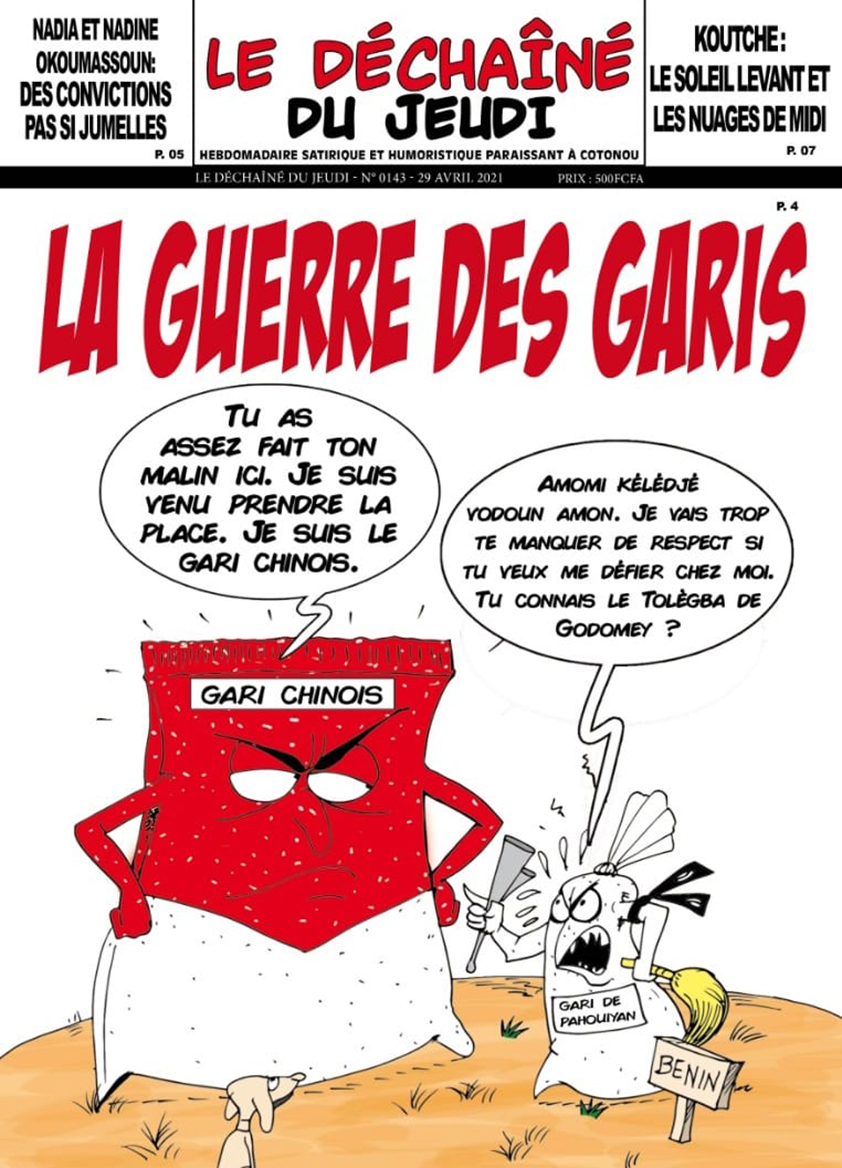 NADIA ET NADINE
OKOUMASSOUN:
DES CONVICTIONS
PAS SI JUMELLES
P. 05
LE DÉCHAÎNÉ
DU JEUDI
HEBDOMADAIRE SATIRIQUE ET HUMORISTIQUE PARAISSANT À COTONOU
KOUTCHE :
LE SOLEIL LEVANT ET
LES NUAGES DE MIDI
P. 07
LE DÉCHAÎNÉ DU JEUDI - N° 0143 - 29 AVRIL 2021
PRIX : 500FCFA
P. 4
LA GUERRE DES GARIS
TU AS
ASSEZ FAIT TON
MALIN ICI. JE SUIS
VENU PRENDRE LA
PLACE. JE SUIS LE
GARI CHINOIS.
AMOMI KÉLÉDJÉ
VODOUN AMON. JE VAIS TROP
TE MANQUER DE RESPECT SI
TU VEUX ME DÉFIER CHEZ MOI.
TU CONNAIS LE TOLÈGBA DE
GODOMEY ?
GARI CHINOIS
GARI DE
PAHOUIYAN
BENIN